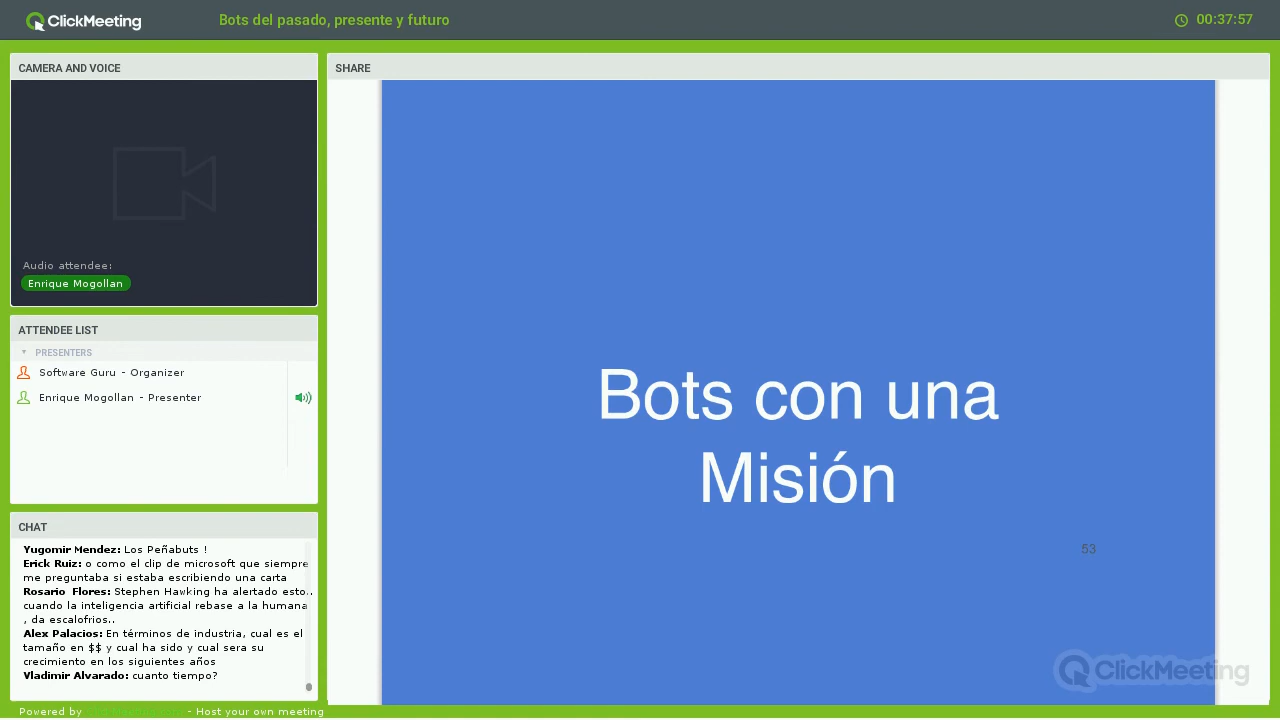 ClickMeeting
Bots del pasado, presente y futuro
00:37:57
CAMERA AND VOICE
Audio attendee:
Enrique Mogollan
ATTENDEE LIST
PRESENTERS
Software Guru - Organizer
Enrique Mogollan - Presenter
CHAT
Yugomir Mendez: Los Peñabuts !
Erick Ruiz: o como el clip de microsoft que siempre
me preguntaba si estaba escribiendo una carta
Rosario Flores: Stephen Hawking ha alertado esto..
cuando la inteligencia artificial rebase a la humana
, da escalofrios..
Alex Palacios: En términos de industria, cual es el
tamaño en $$ y cual ha sido y cual sera su
crecimiento en los siguientes años
Vladimir Alvarado: cuanto tiempo?
Powered by - Host your own meeting
SHARE
Bots con una
Misión
53
ClickMeeting